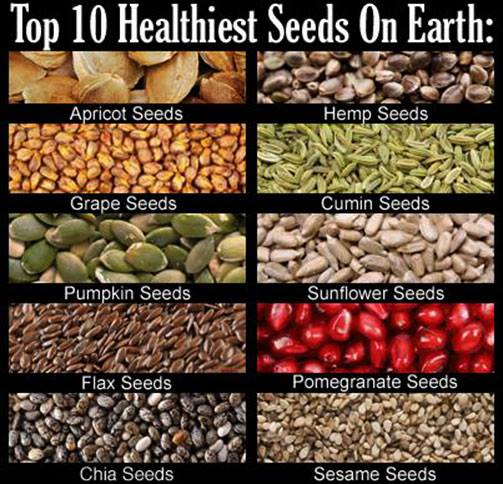 Top 10 Healthiest Seeds On Earth:
Apricot Seeds
Hemp Seeds
Grape Seeds
Cumin Seeds
Pumpkin Seeds
Sunflower Seeds
Flax Seeds
Pomegranate Seeds
Chia Seeds
Sesame Seeds